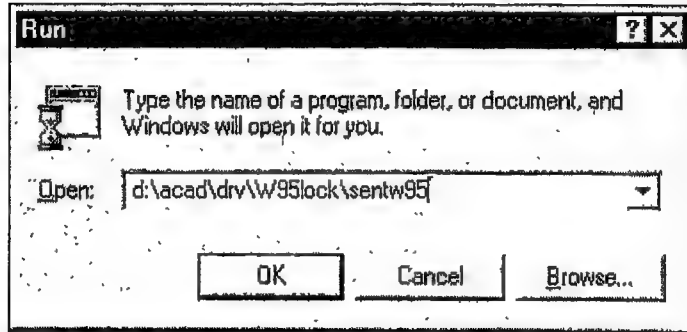 Run
Type the name of a program, folder, or document, and
Windows will open it for you.
Open: d:\acad\drv\W95lock\sentw95
OK Cancel Browse...